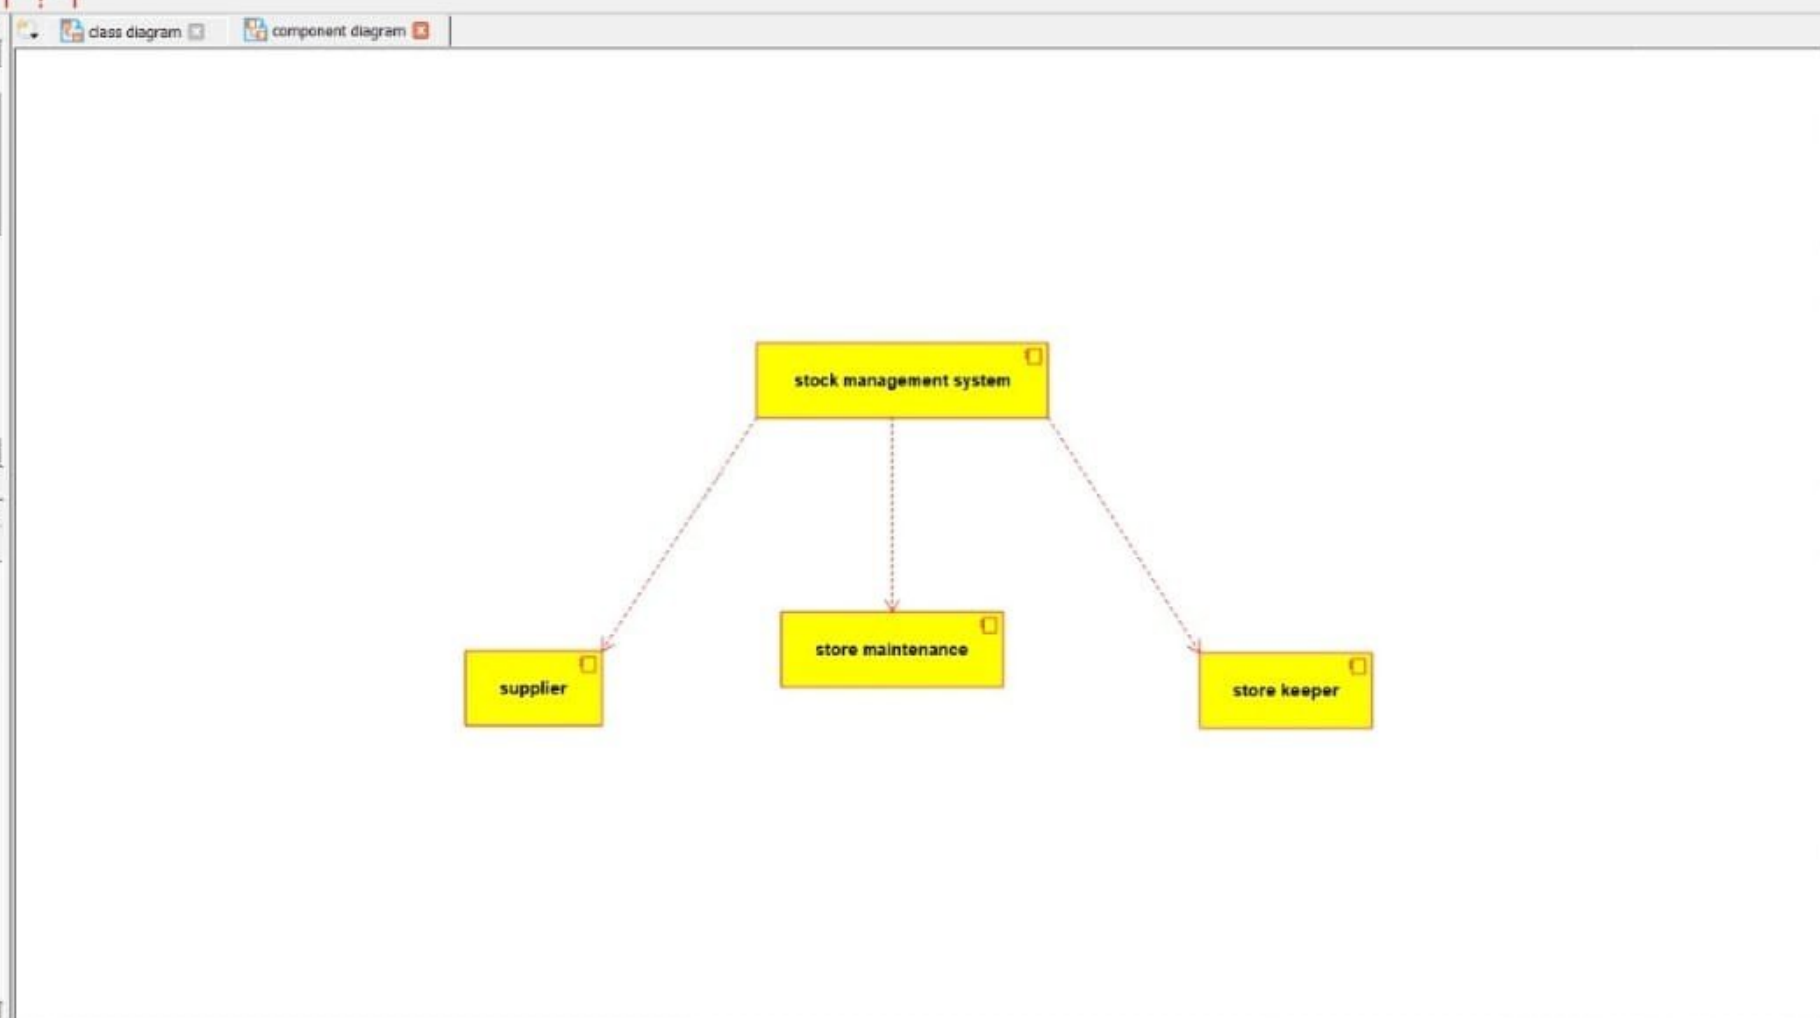 class diagram
component diagram
stock management system
store maintenance
supplier
store keeper